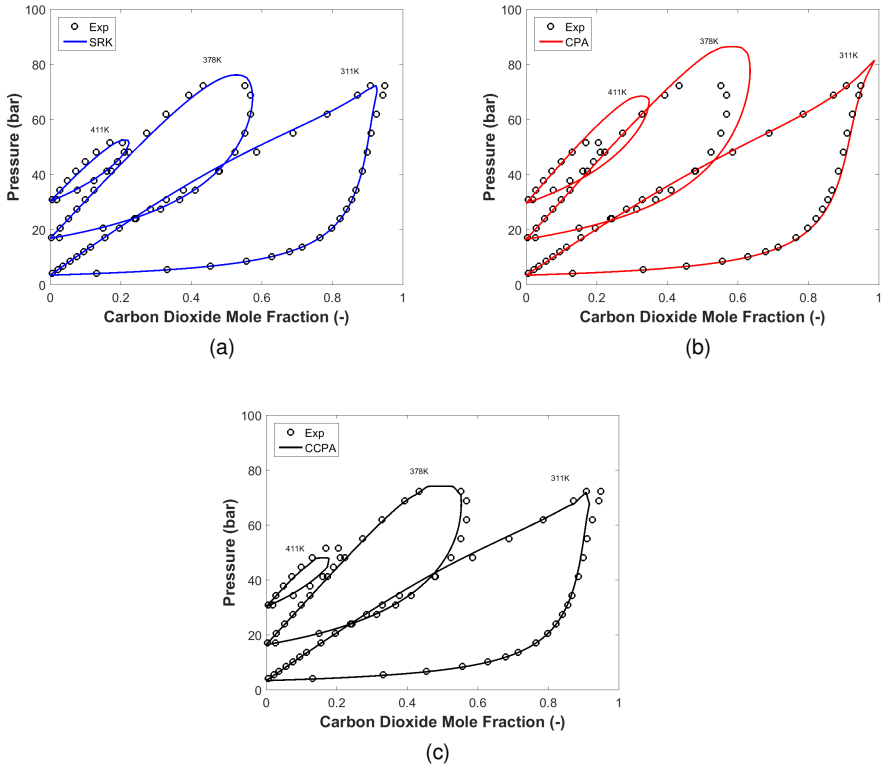 100
80
60
40
20
0
0
0.2
0.4
0.6
0.8
1
Pressure (bar)
Carbon Dioxide Mole Fraction (-)
Exp
SRK
411K
378K
311K
(a)
100
80
60
40
20
0
0
0.2
0.4
0.6
0.8
1
Pressure (bar)
Carbon Dioxide Mole Fraction (-)
Exp
CPA
411K
378K
311K
(b)
100
80
60
40
20
0
0
0.2
0.4
0.6
0.8
1
Pressure (bar)
Carbon Dioxide Mole Fraction (-)
Exp
CCPA
411K
378K
311K
(c)